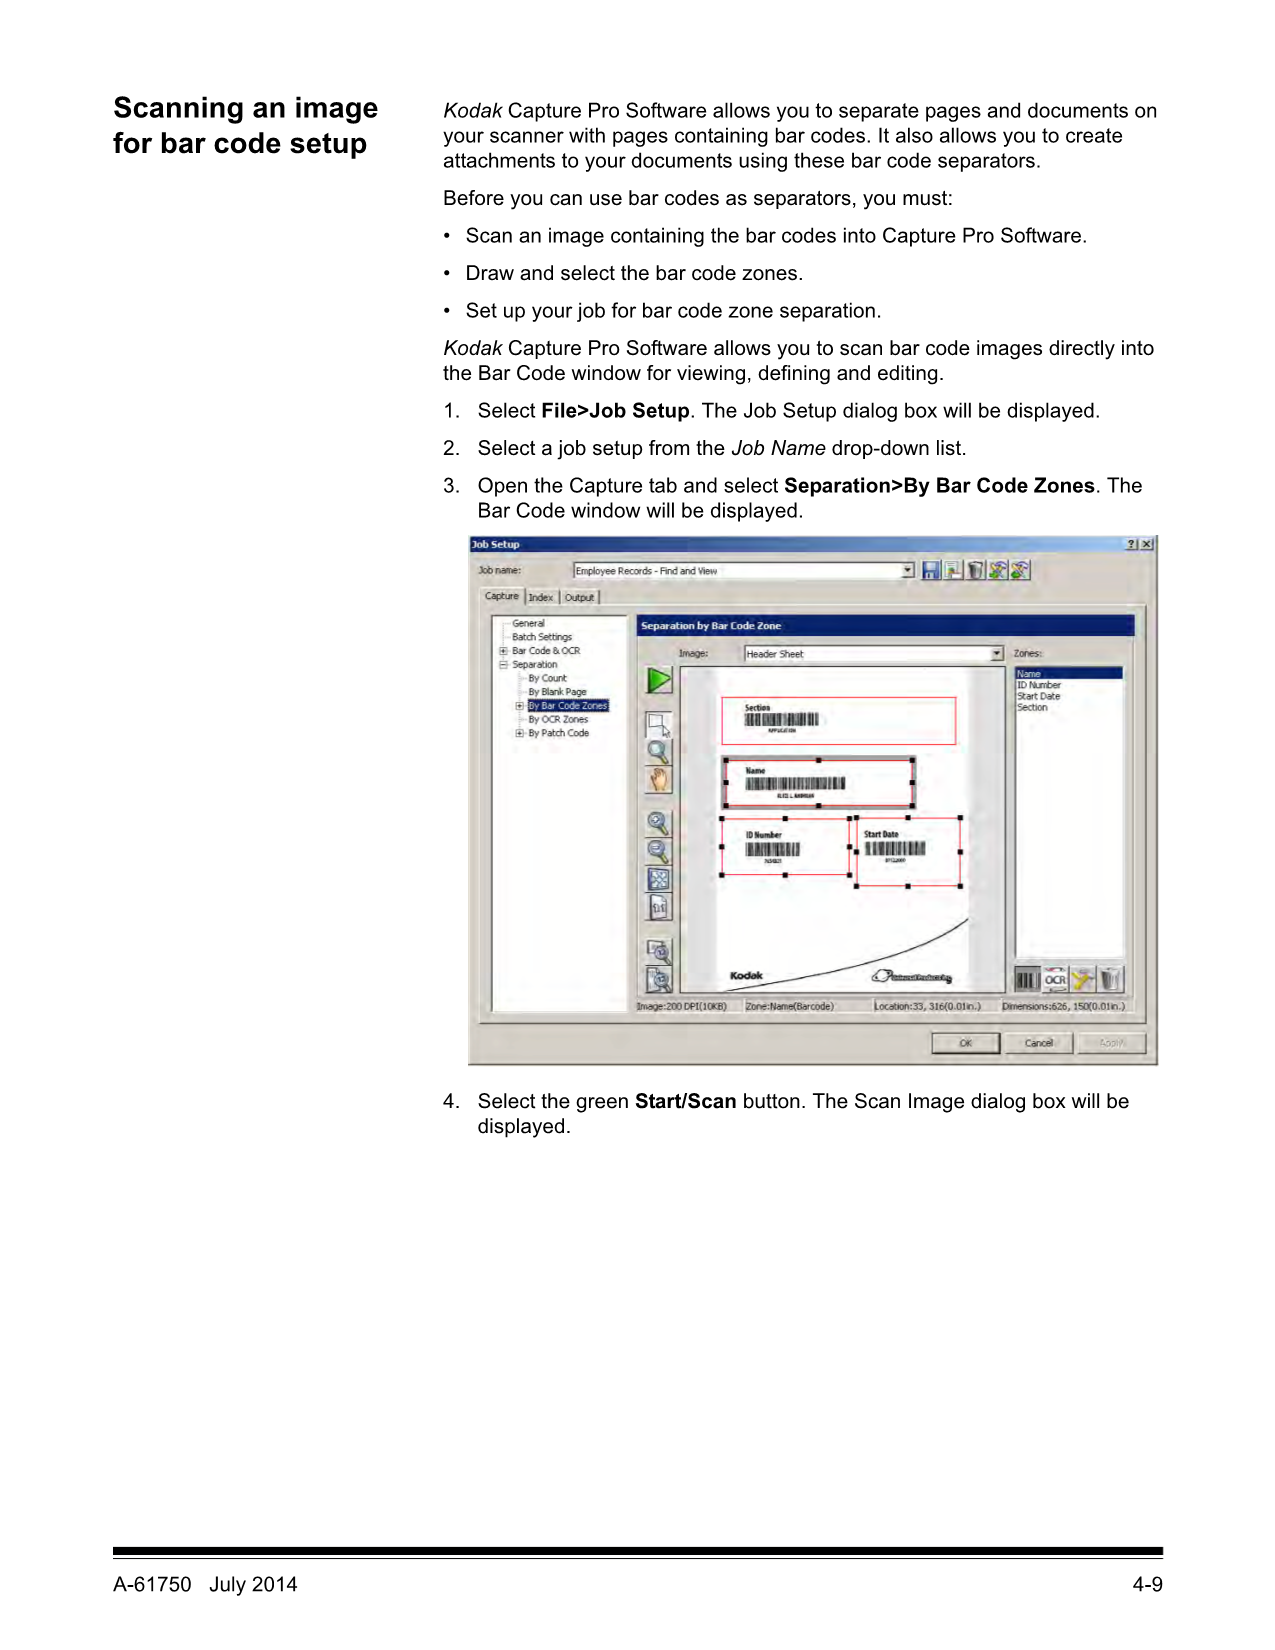 Scanning an image
for bar code setup
Kodak Capture Pro Software allows you to separate pages and documents on
your scanner with pages containing bar codes. It also allows you to create
attachments to your documents using these bar code separators.
Before you can use bar codes as separators, you must:
• Scan an image containing the bar codes into Capture Pro Software.
• Draw and select the bar code zones.
• Set up your job for bar code zone separation.
Kodak Capture Pro Software allows you to scan bar code images directly into
the Bar Code window for viewing, defining and editing.
1. Select File>Job Setup. The Job Setup dialog box will be displayed.
2. Select a job setup from the Job Name drop-down list.
3. Open the Capture tab and select Separation>By Bar Code Zones. The
Bar Code window will be displayed.
Job Setup
Job name: Employee Records - Find and View
Capture Index Output
General
Batch Settings
Bar Code & OCR
Separation
By Count
By Blank Page
By Bar Code Zones
By OCR Zones
By Patch Code
Separation by Bar Code Zone
Image: Header Sheet
Zones:
Name
ID Number
Start Date
Section
Section
APPLICATION
Name
ID Number
Start Date
Kodak
OCR
Image:200 DPI(10KB) Zone:Name(Barcode) Location:33, 316(0.01in.) Dimensions:626, 150(0.01in.)
OK Cancel Apply
4. Select the green Start/Scan button. The Scan Image dialog box will be
displayed.
A-61750 July 2014 4-9